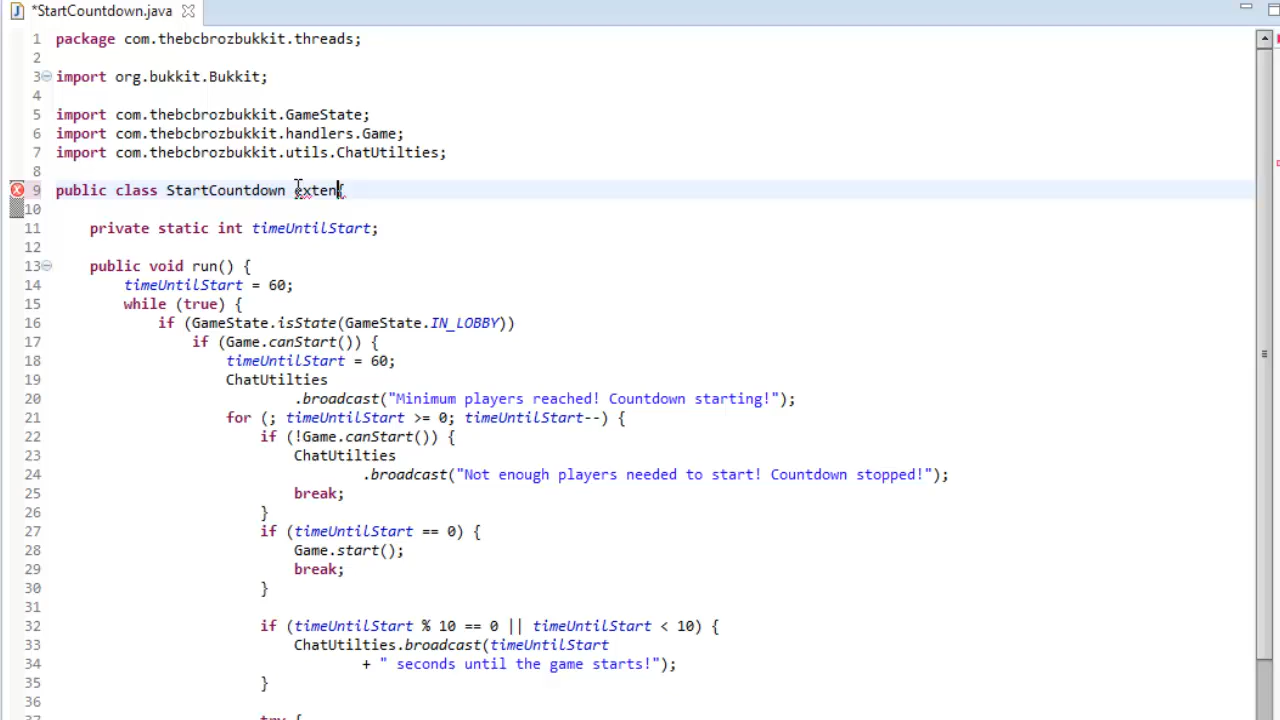 *StartCountdown.java
1 package com.thebcbrozbukkit.threads;
2
3 import org.bukkit.Bukkit;
4
5 import com.thebcbrozbukkit.GameState;
6 import com.thebcbrozbukkit.handlers.Game;
7 import com.thebcbrozbukkit.utils.ChatUtilties;
8
9 public class StartCountdown exten{
10
11 private static int timeUntilStart;
12
13 public void run() {
14 timeUntilStart = 60;
15 while (true) {
16 if (GameState.isState(GameState.IN_LOBBY))
17 if (Game.canStart()) {
18 timeUntilStart = 60;
19 ChatUtilties
20 .broadcast("Minimum players reached! Countdown starting!");
21 for (; timeUntilStart >= 0; timeUntilStart--) {
22 if (!Game.canStart()) {
23 ChatUtilties
24 .broadcast("Not enough players needed to start! Countdown stopped!");
25 break;
26 }
27 if (timeUntilStart == 0) {
28 Game.start();
29 break;
30 }
31
32 if (timeUntilStart % 10 == 0 || timeUntilStart < 10) {
33 ChatUtilties.broadcast(timeUntilStart
34 + " seconds until the game starts!");
35 }
36
37 try {